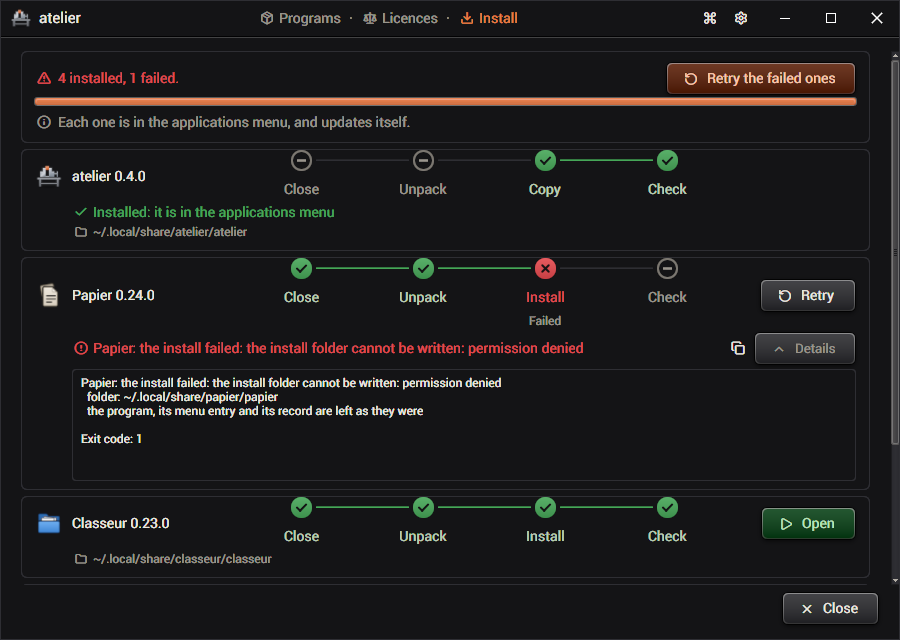 atelier
Programs · Licences · Install
4 installed, 1 failed.
Retry the failed ones
Each one is in the applications menu, and updates itself.
atelier 0.4.0
Close Unpack Copy Check
Installed: it is in the applications menu
~/.local/share/atelier/atelier
Papier 0.24.0
Close Unpack Install Check
Failed
Retry
Papier: the install failed: the install folder cannot be written: permission denied
Details
Papier: the install failed: the install folder cannot be written: permission denied
folder: ~/.local/share/papier/papier
the program, its menu entry and its record are left as they were
Exit code: 1
Classeur 0.23.0
Close Unpack Install Check
Open
~/.local/share/classeur/classeur
Close